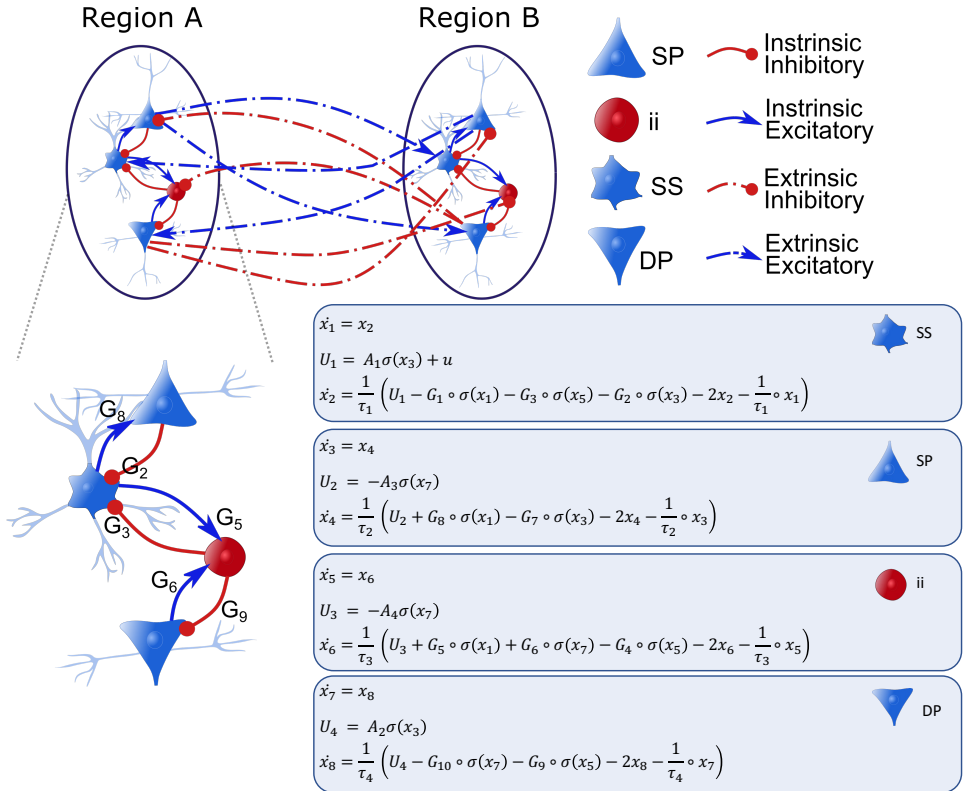 Region A
Region B
SP
Instrinsic
Inhibitory
ii
Instrinsic
Excitatory
SS
Extrinsic
Inhibitory
DP
Extrinsic
Excitatory
G₈
G₂
G₃
G₅
G₆
G₉
ẋ₁ = x₂
SS
U₁ = A₁σ(x₃) + u
ẋ₂ = 1/τ₁ (U₁ − G₁ ∘ σ(x₁) − G₃ ∘ σ(x₅) − G₂ ∘ σ(x₃) − 2x₂ − 1/τ₁ ∘ x₁)
ẋ₃ = x₄
SP
U₂ = −A₃σ(x₇)
ẋ₄ = 1/τ₂ (U₂ + G₈ ∘ σ(x₁) − G₇ ∘ σ(x₃) − 2x₄ − 1/τ₂ ∘ x₃)
ẋ₅ = x₆
ii
U₃ = −A₄σ(x₇)
ẋ₆ = 1/τ₃ (U₃ + G₅ ∘ σ(x₁) + G₆ ∘ σ(x₇) − G₄ ∘ σ(x₅) − 2x₆ − 1/τ₃ ∘ x₅)
ẋ₇ = x₈
DP
U₄ = A₂σ(x₃)
ẋ₈ = 1/τ₄ (U₄ − G₁₀ ∘ σ(x₇) − G₉ ∘ σ(x₅) − 2x₈ − 1/τ₄ ∘ x₇)